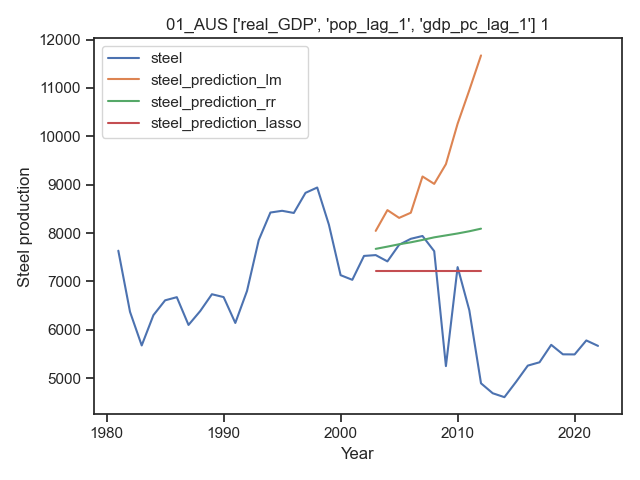 01_AUS ['real_GDP', 'pop_lag_1', 'gdp_pc_lag_1'] 1
steel
steel_prediction_lm
steel_prediction_rr
steel_prediction_lasso
12000
11000
10000
9000
8000
7000
6000
5000
Steel production
1980
1990
2000
2010
2020
Year